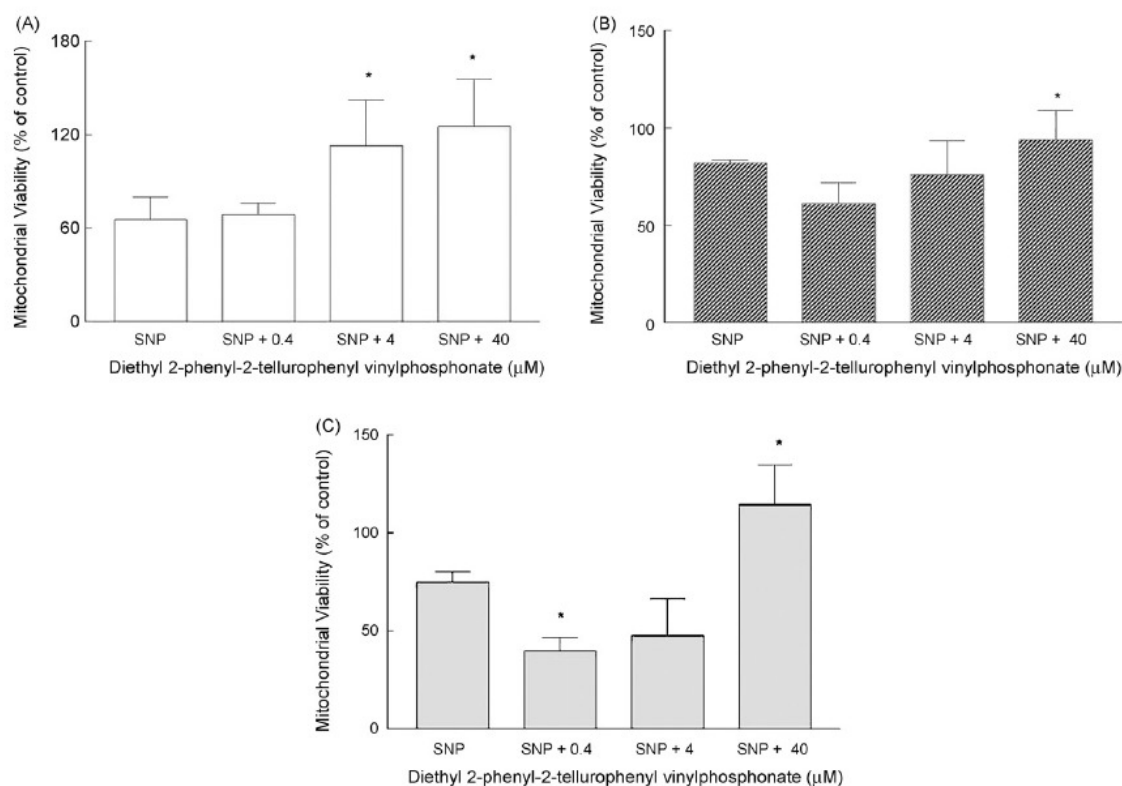 (A)
Mitochondrial Viability (% of control)
180
120
60
0
*
*
SNP
SNP + 0.4
SNP + 4
SNP + 40
Diethyl 2-phenyl-2-tellurophenyl vinylphosphonate (μM)
(B)
Mitochondrial Viability (% of control)
150
100
50
0
*
SNP
SNP + 0.4
SNP + 4
SNP + 40
Diethyl 2-phenyl-2-tellurophenyl vinylphosphonate (μM)
(C)
Mitochondrial Viability (% of control)
150
100
50
0
*
*
SNP
SNP + 0.4
SNP + 4
SNP + 40
Diethyl 2-phenyl-2-tellurophenyl vinylphosphonate (μM)